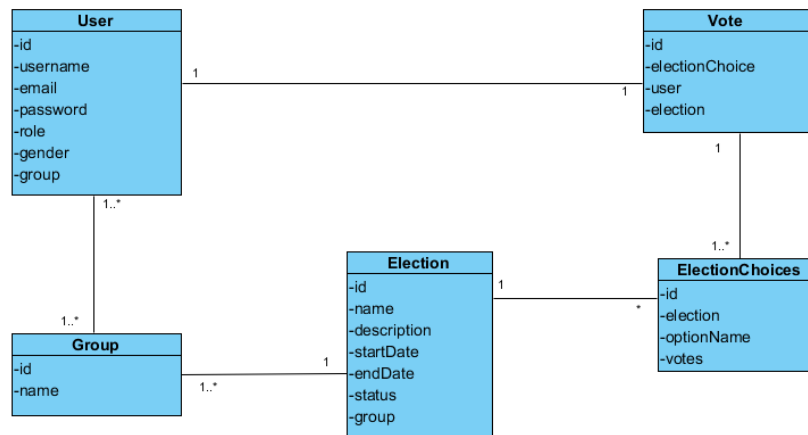 User
-id
-username
-email
-password
-role
-gender
-group
Vote
-id
-electionChoice
-user
-election
1
1
1
1..*
1..*
1..*
Election
-id
-name
-description
-startDate
-endDate
-status
-group
ElectionChoices
-id
-election
-optionName
-votes
1
*
Group
-id
-name
1..*
1